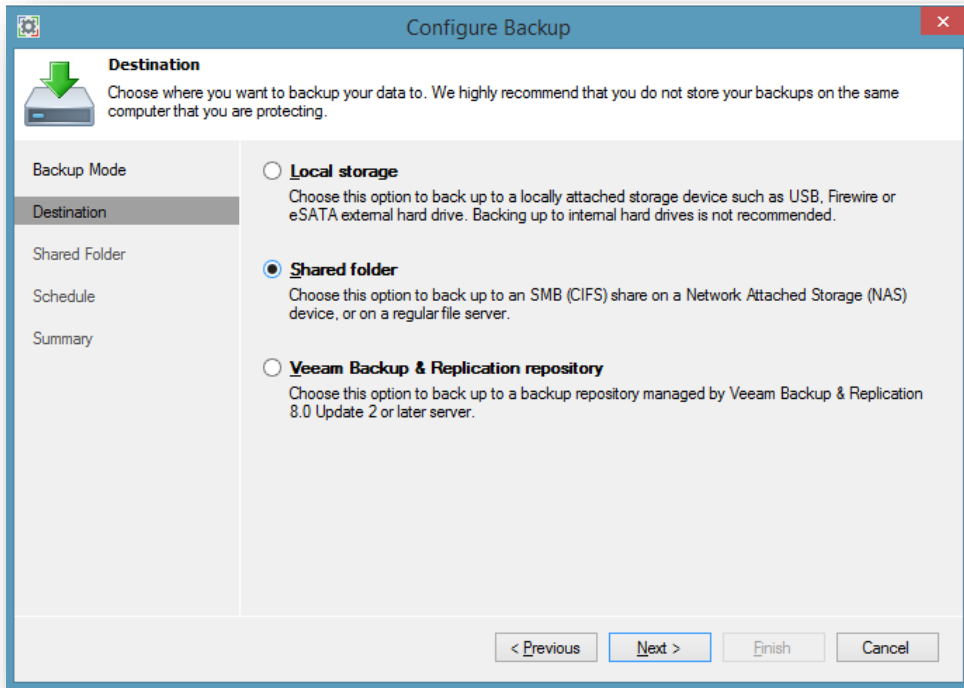 Configure Backup
Destination
Choose where you want to backup your data to. We highly recommend that you do not store your backups on the same
computer that you are protecting.
Backup Mode
Destination
Shared Folder
Schedule
Summary
Local storage
Choose this option to back up to a locally attached storage device such as USB, Firewire or
eSATA external hard drive. Backing up to internal hard drives is not recommended.
Shared folder
Choose this option to back up to an SMB (CIFS) share on a Network Attached Storage (NAS)
device, or on a regular file server.
Veeam Backup & Replication repository
Choose this option to back up to a backup repository managed by Veeam Backup & Replication
8.0 Update 2 or later server.
< Previous
Next >
Finish
Cancel